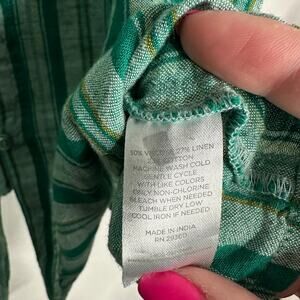 50% VISCOSE 27% LINEN
COTTON
MACHINE WASH COLD
GENTLE CYCLE
WITH LIKE COLORS
ONLY NON-CHLORINE
BLEACH WHEN NEEDED
TUMBLE DRY LOW
COOL IRON IF NEEDED
MADE IN INDIA
RN 29360